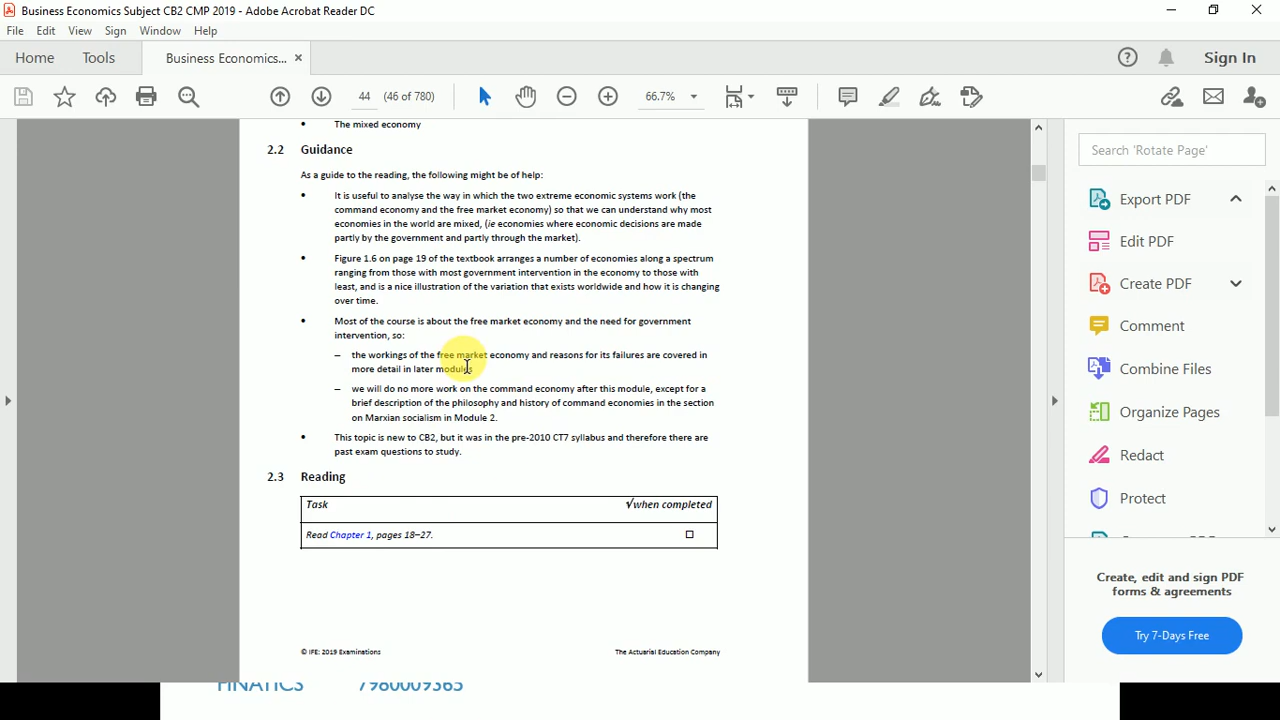 Business Economics Subject CB2 CMP 2019 - Adobe Acrobat Reader DC
File Edit View Sign Window Help
Home Tools Business Economics... × Sign In
44 (46 of 780) 66.7%
• The mixed economy
2.2 Guidance
As a guide to the reading, the following might be of help:
• It is useful to analyse the way in which the two extreme economic systems work (the
command economy and the free market economy) so that we can understand why most
economies in the world are mixed, (ie economies where economic decisions are made
partly by the government and partly through the market).
• Figure 1.6 on page 19 of the textbook arranges a number of economies along a spectrum
ranging from those with most government intervention in the economy to those with
least, and is a nice illustration of the variation that exists worldwide and how it is changing
over time.
• Most of the course is about the free market economy and the need for government
intervention, so:
– the workings of the free market economy and reasons for its failures are covered in
more detail in later modules
– we will do no more work on the command economy after this module, except for a
brief description of the philosophy and history of command economies in the section
on Marxian socialism in Module 2.
• This topic is new to CB2, but it was in the pre-2010 CT7 syllabus and therefore there are
past exam questions to study.
2.3 Reading
Task √when completed
Read Chapter 1, pages 18–27. □
© IFE: 2019 Examinations The Actuarial Education Company
Search 'Rotate Page'
Export PDF
Edit PDF
Create PDF
Comment
Combine Files
Organize Pages
Redact
Protect
Create, edit and sign PDF
forms & agreements
Try 7-Days Free
FINATICS 7980009365